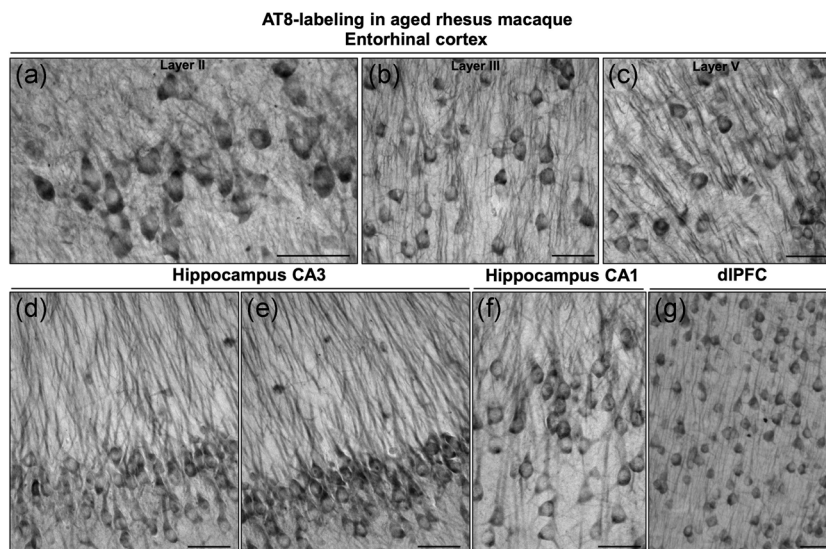 AT8-labeling in aged rhesus macaque
Entorhinal cortex
(a) Layer II
(b) Layer III
(c) Layer V
Hippocampus CA3
Hippocampus CA1
dlPFC
(d)
(e)
(f)
(g)